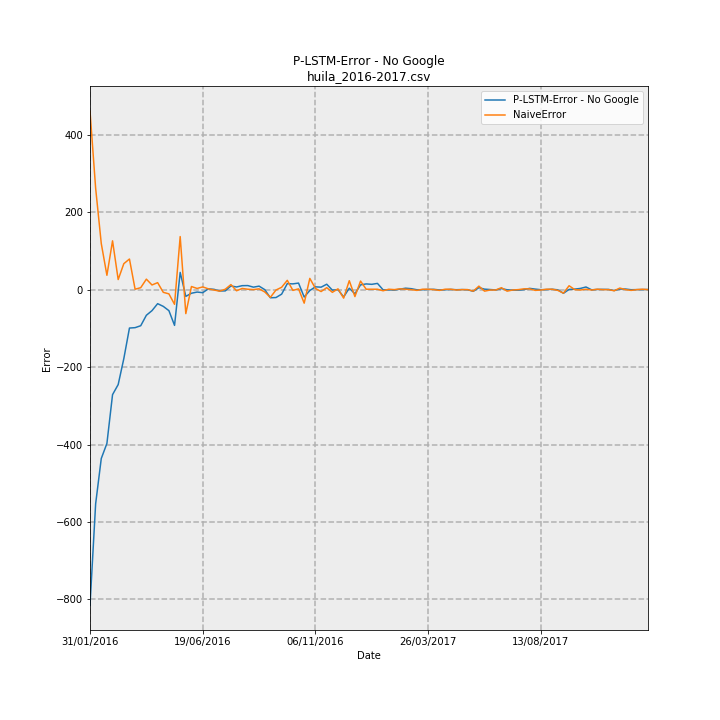 P-LSTM-Error - No Google
huila_2016-2017.csv
P-LSTM-Error - No Google
NaiveError
400
200
0
−200
−400
−600
−800
Error
31/01/2016 19/06/2016 06/11/2016 26/03/2017 13/08/2017
Date